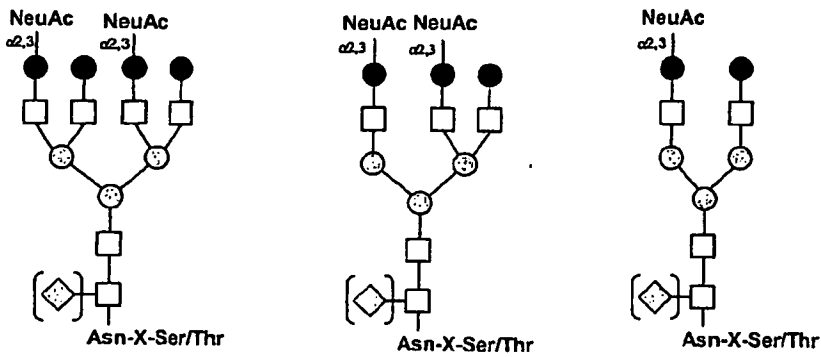 NeuAc NeuAc
α2,3 α2,3
Asn-X-Ser/Thr
NeuAc NeuAc
α2,3 α2,3
Asn-X-Ser/Thr
NeuAc
α2,3
Asn-X-Ser/Thr